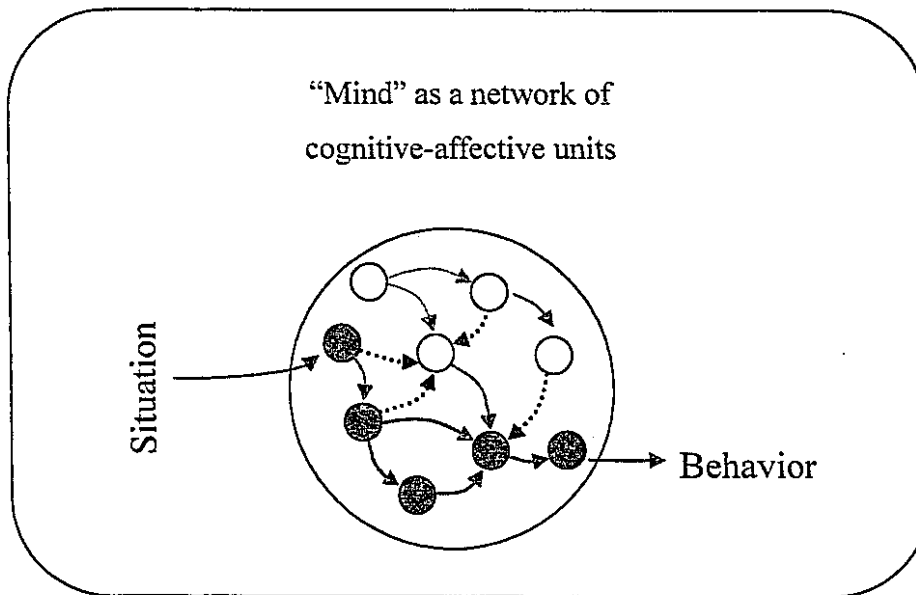 “Mind” as a network of
cognitive-affective units
Situation
Behavior